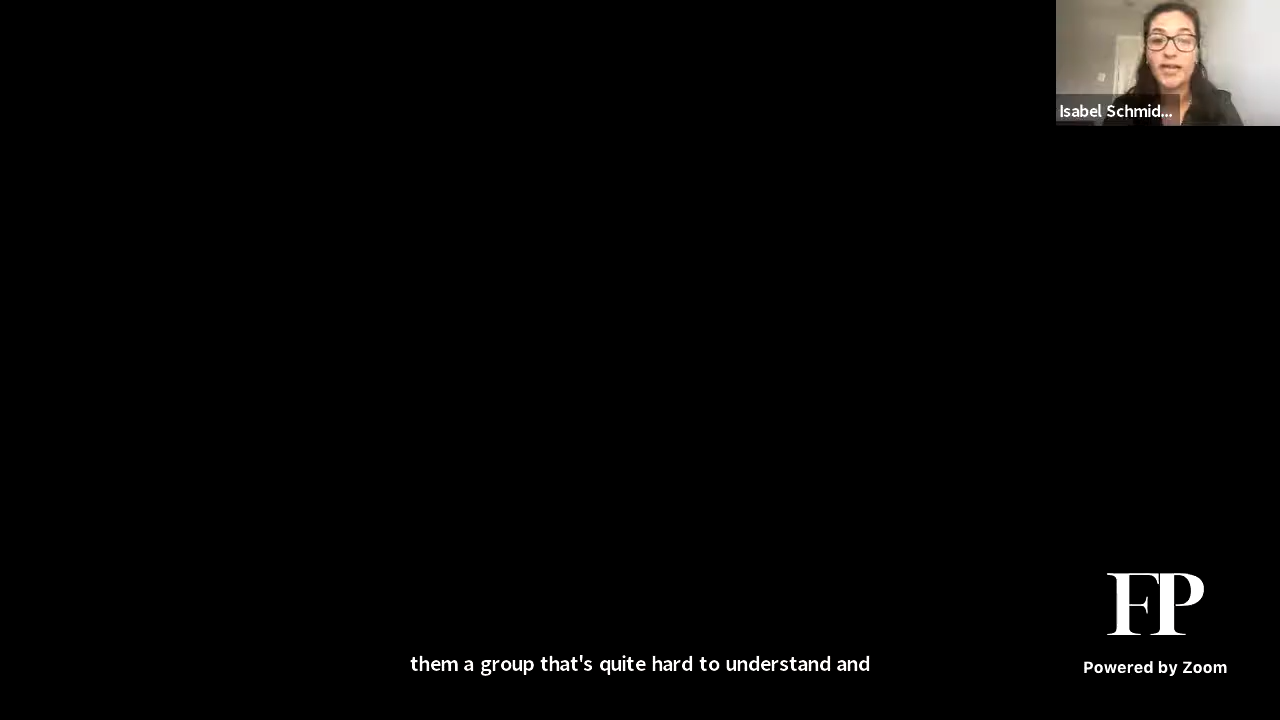 Isabel Schmid...
FP
Powered by Zoom
them a group that's quite hard to understand and